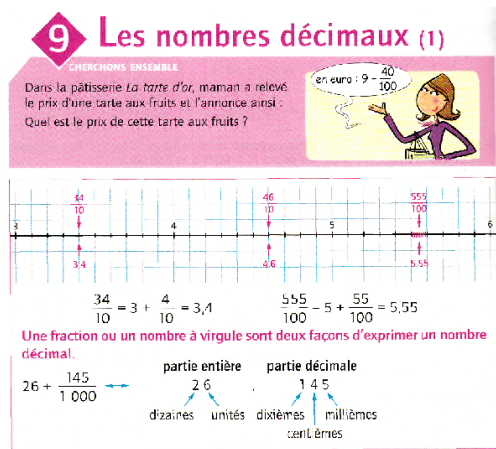 9 Les nombres décimaux (1)
CHERCHONS ENSEMBLE
Dans la pâtisserie La tarte d'or, maman a relevé
le prix d'une tarte aux fruits et l'annonce ainsi :
Quel est le prix de cette tarte aux fruits ?
en euro : 9 - 40/100
34/10 46/10 555/100
3 4 5 6
3,4 4,6 5,55
34/10 = 3 + 4/10 = 3,4 555/100 - 5 + 55/100 = 5,55
Une fraction ou un nombre à virgule sont deux façons d'exprimer un nombre
décimal.
partie entière partie décimale
26 + 145/1 000 ↔ 2 6 , 1 4 5
dizaines unités dixièmes millièmes
centièmes